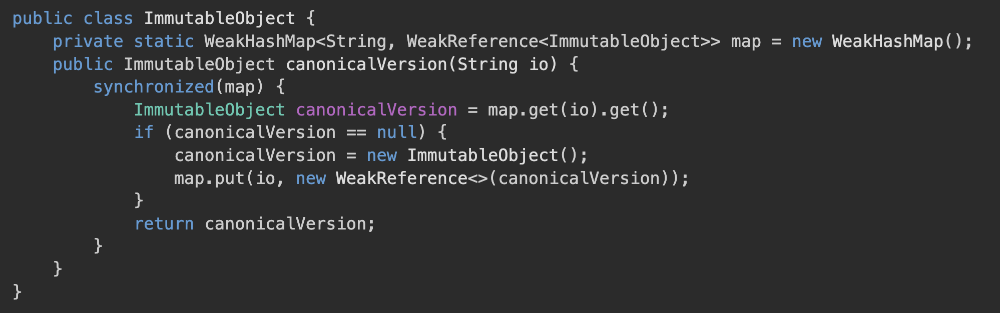 public class ImmutableObject {
    private static WeakHashMap<String, WeakReference<ImmutableObject>> map = new WeakHashMap();
    public ImmutableObject canonicalVersion(String io) {
        synchronized(map) {
            ImmutableObject canonicalVersion = map.get(io).get();
            if (canonicalVersion == null) {
                canonicalVersion = new ImmutableObject();
                map.put(io, new WeakReference<>(canonicalVersion));
            }
            return canonicalVersion;
        }
    }
}